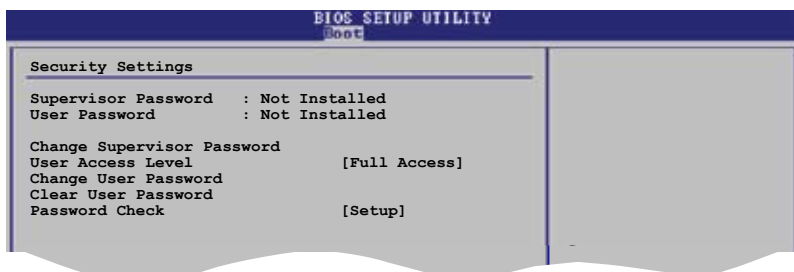 BIOS SETUP UTILITY
Boot
Security Settings
Supervisor Password : Not Installed
User Password : Not Installed
Change Supervisor Password
User Access Level [Full Access]
Change User Password
Clear User Password
Password Check [Setup]